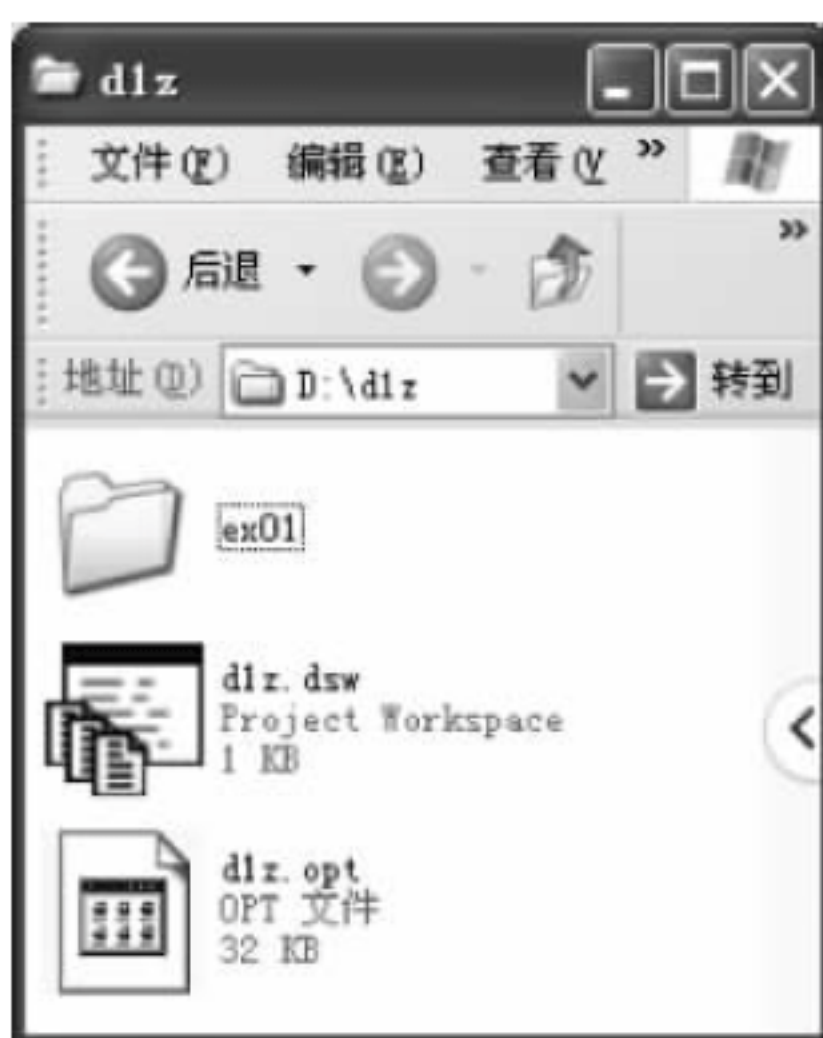 d1z
文件(F) 编辑(E) 查看(V »
»
后退
地址(D) D:\d1z 转到
ex01
d1z.dsw
Project Workspace
1 KB
d1z.opt
OPT 文件
32 KB